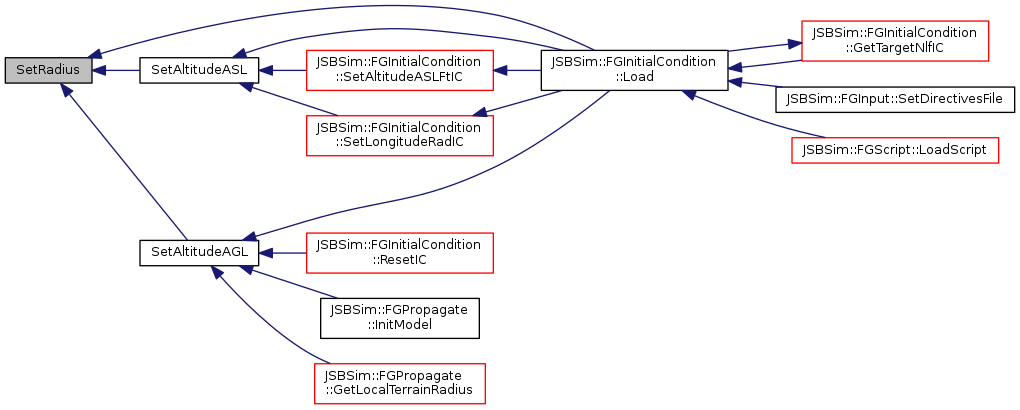 SetRadius
SetAltitudeASL
JSBSim::FGInitialCondition
::SetAltitudeASLFtIC
JSBSim::FGInitialCondition
::SetLongitudeRadIC
JSBSim::FGInitialCondition
::Load
JSBSim::FGInitialCondition
::GetTargetNlfIC
JSBSim::FGInput::SetDirectivesFile
JSBSim::FGScript::LoadScript
SetAltitudeAGL
JSBSim::FGInitialCondition
::ResetIC
JSBSim::FGPropagate
::InitModel
JSBSim::FGPropagate
::GetLocalTerrainRadius